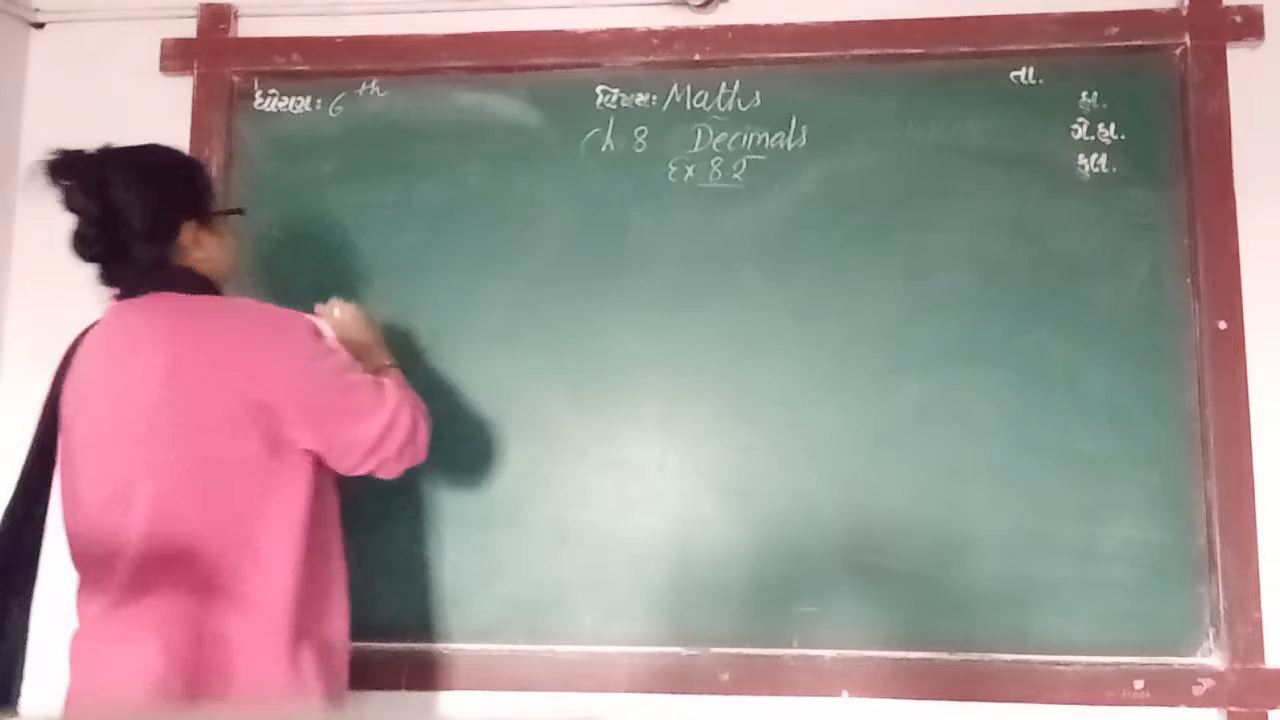 ધોરણ: 6th
વિષય: Maths
Ch 8 Decimals
Ex. 8.2
તા.
હા.
ગે.હા.
કુલ.